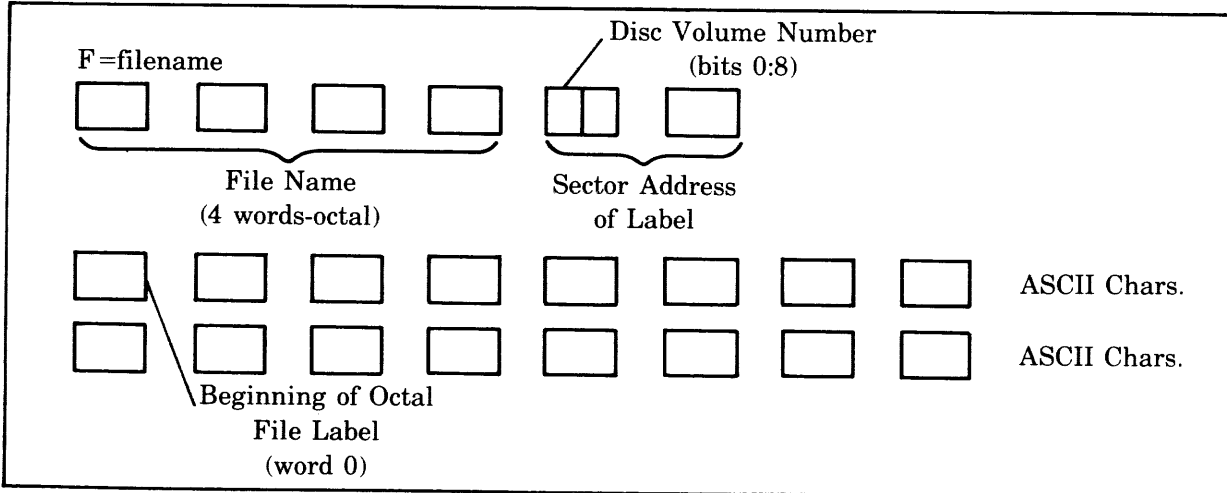 Disc Volume Number
(bits 0:8)
F=filename
File Name
(4 words-octal)
Sector Address
of Label
ASCII Chars.
ASCII Chars.
Beginning of Octal
File Label
(word 0)